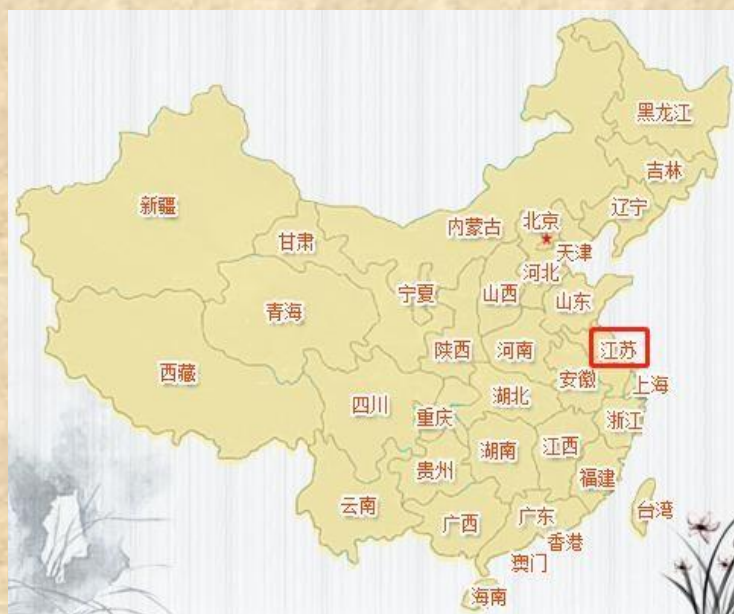 黑龙江
吉林
辽宁
新疆
内蒙古
北京
甘肃
天津
河北
宁夏
山西
山东
青海
陕西
河南
江苏
西藏
安徽
上海
四川
湖北
重庆
浙江
湖南
江西
贵州
福建
云南
广西
广东
台湾
香港
澳门
海南